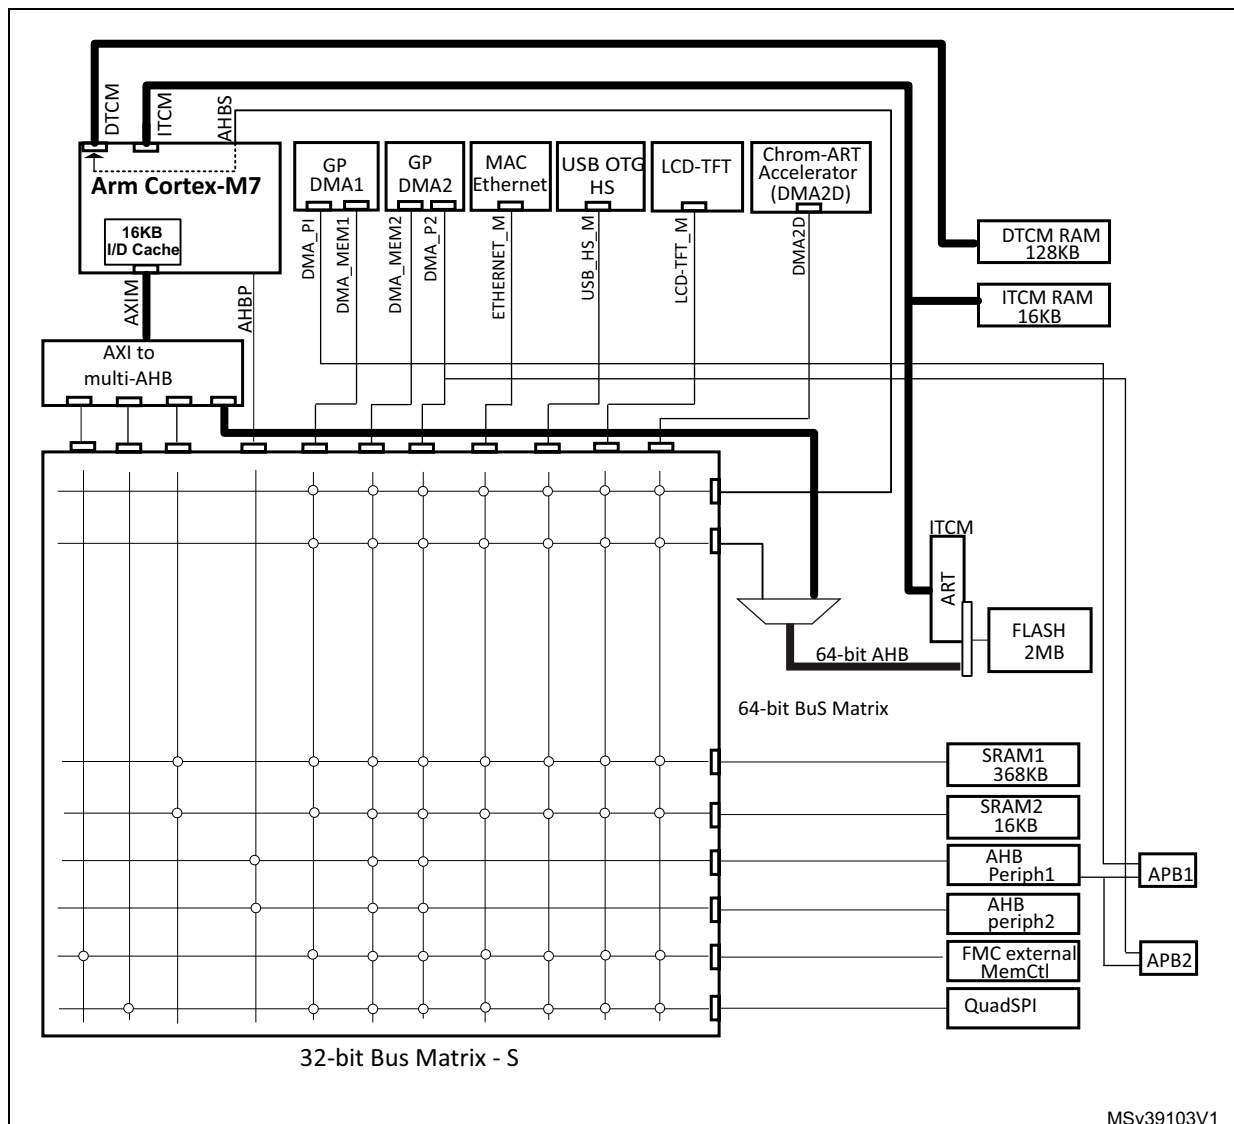 DTCM
ITCM
AHBS
Arm Cortex-M7
16KB
I/D Cache
AXIM
AHBP
GP
DMA1
GP
DMA2
MAC
Ethernet
USB OTG
HS
LCD-TFT
Chrom-ART
Accelerator
(DMA2D)
DMA_PI
DMA_MEM1
DMA_MEM2
DMA_P2
ETHERNET_M
USB_HS_M
LCD-TFT_M
DMA2D
DTCM RAM
128KB
ITCM RAM
16KB
AXI to
multi-AHB
ITCM
ART
FLASH
2MB
64-bit AHB
64-bit BuS Matrix
SRAM1
368KB
SRAM2
16KB
AHB
Periph1
APB1
AHB
periph2
FMC external
MemCtl
APB2
QuadSPI
32-bit Bus Matrix - S
MSv39103V1